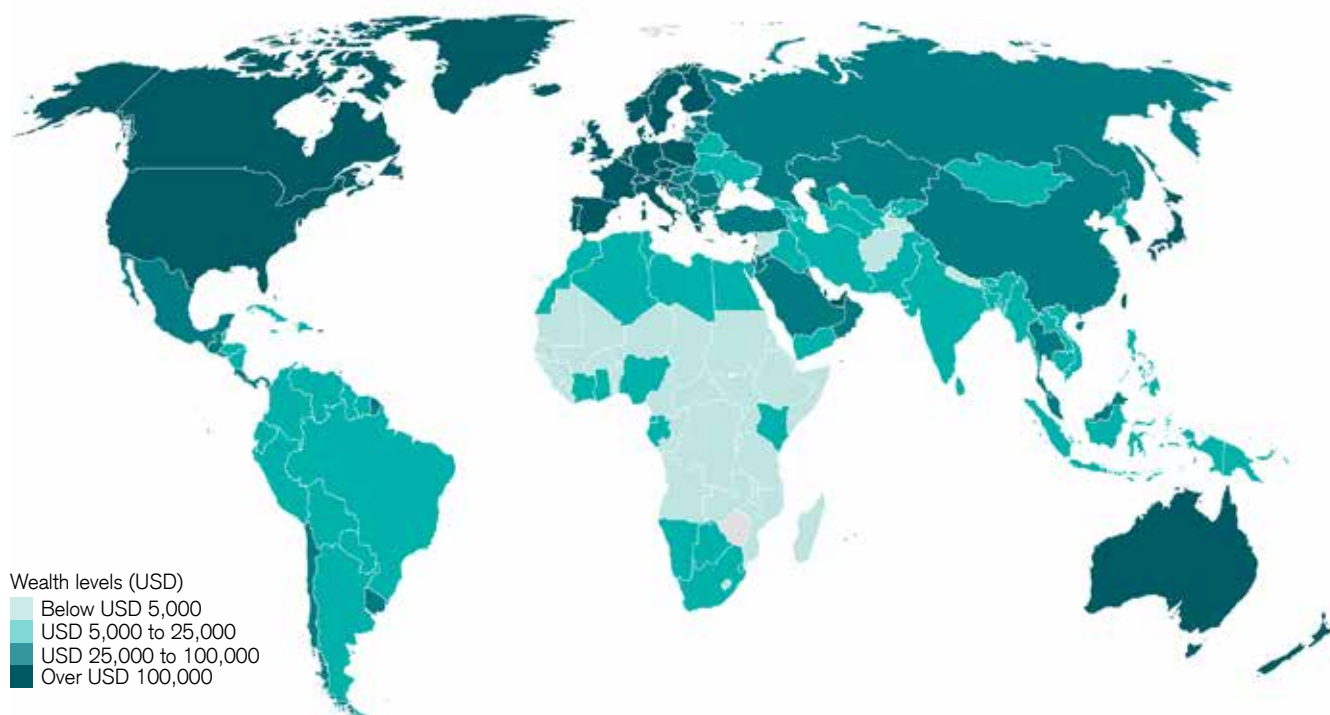 Wealth levels (USD)
Below USD 5,000
USD 5,000 to 25,000
USD 25,000 to 100,000
Over USD 100,000